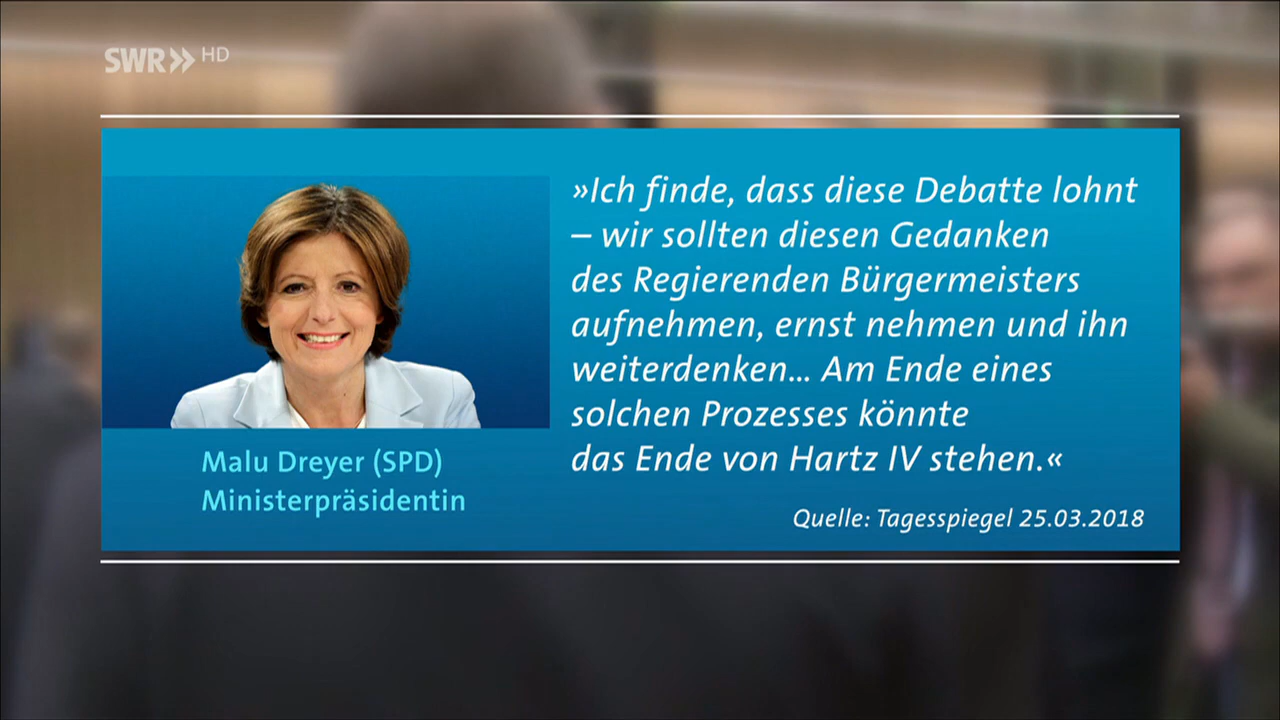 SWR» HD
»Ich finde, dass diese Debatte lohnt
– wir sollten diesen Gedanken
des Regierenden Bürgermeisters
aufnehmen, ernst nehmen und ihn
weiterdenken... Am Ende eines
solchen Prozesses könnte
das Ende von Hartz IV stehen.«
Quelle: Tagesspiegel 25.03.2018
Malu Dreyer (SPD)
Ministerpräsidentin